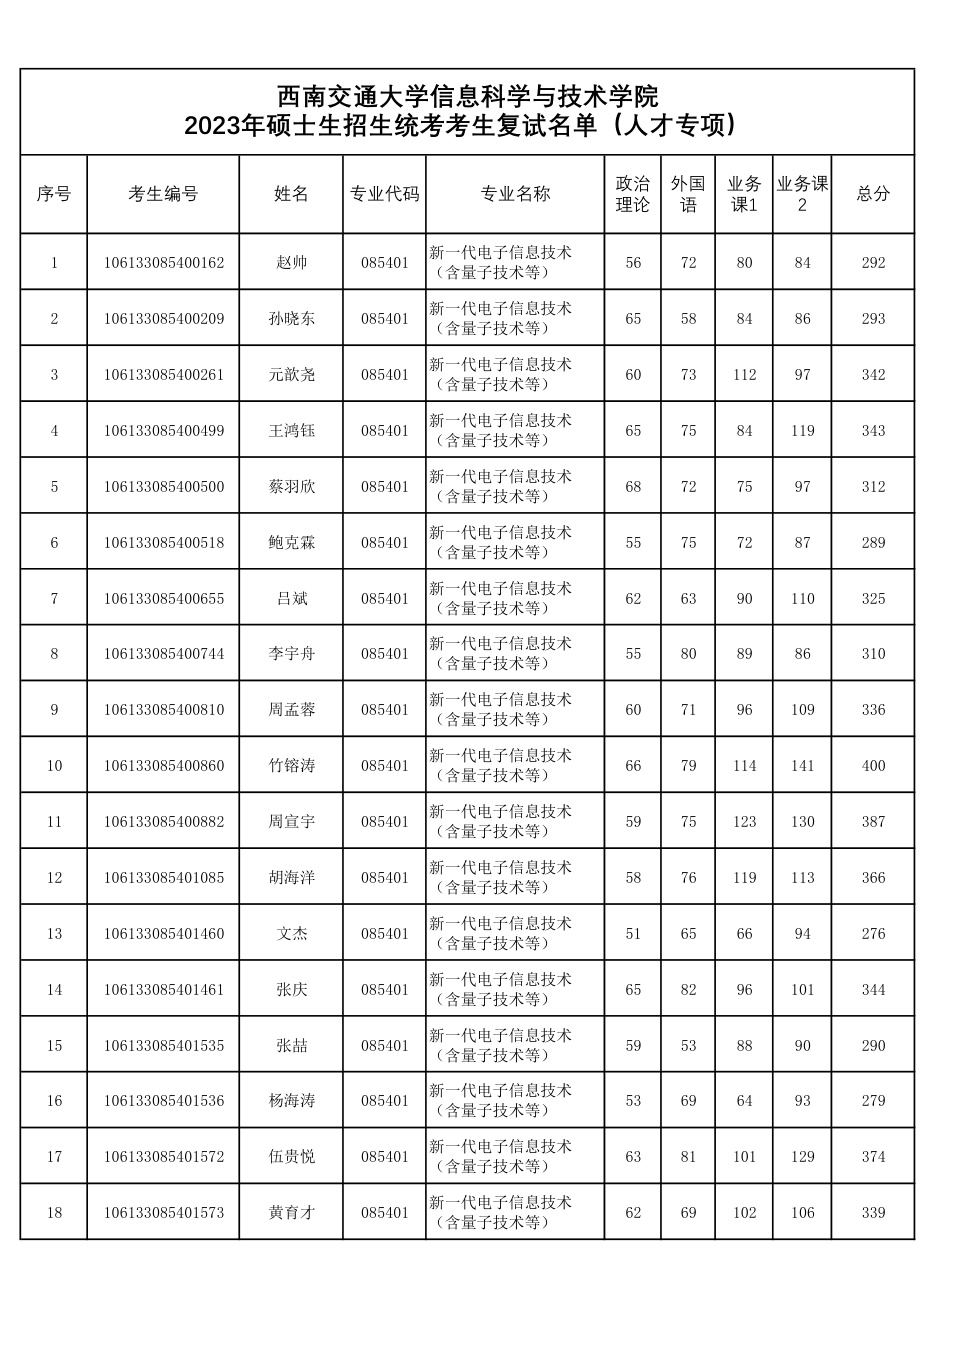 西南交通大学信息科学与技术学院
2023年硕士生招生统考考生复试名单（人才专项）
序号 考生编号 姓名 专业代码 专业名称 政治理论 外国语 业务课1 业务课2 总分
1 106133085400162 赵帅 085401 新一代电子信息技术（含量子技术等） 56 72 80 84 292
2 106133085400209 孙晓东 085401 新一代电子信息技术（含量子技术等） 65 58 84 86 293
3 106133085400261 元歆尧 085401 新一代电子信息技术（含量子技术等） 60 73 112 97 342
4 106133085400499 王鸿钰 085401 新一代电子信息技术（含量子技术等） 65 75 84 119 343
5 106133085400500 蔡羽欣 085401 新一代电子信息技术（含量子技术等） 68 72 75 97 312
6 106133085400518 鲍克霖 085401 新一代电子信息技术（含量子技术等） 55 75 72 87 289
7 106133085400655 吕斌 085401 新一代电子信息技术（含量子技术等） 62 63 90 110 325
8 106133085400744 李宇舟 085401 新一代电子信息技术（含量子技术等） 55 80 89 86 310
9 106133085400810 周孟蓉 085401 新一代电子信息技术（含量子技术等） 60 71 96 109 336
10 106133085400860 竹镕涛 085401 新一代电子信息技术（含量子技术等） 66 79 114 141 400
11 106133085400882 周宣宇 085401 新一代电子信息技术（含量子技术等） 59 75 123 130 387
12 106133085401085 胡海洋 085401 新一代电子信息技术（含量子技术等） 58 76 119 113 366
13 106133085401460 文杰 085401 新一代电子信息技术（含量子技术等） 51 65 66 94 276
14 106133085401461 张庆 085401 新一代电子信息技术（含量子技术等） 65 82 96 101 344
15 106133085401535 张喆 085401 新一代电子信息技术（含量子技术等） 59 53 88 90 290
16 106133085401536 杨海涛 085401 新一代电子信息技术（含量子技术等） 53 69 64 93 279
17 106133085401572 伍贵悦 085401 新一代电子信息技术（含量子技术等） 63 81 101 129 374
18 106133085401573 黄育才 085401 新一代电子信息技术（含量子技术等） 62 69 102 106 339